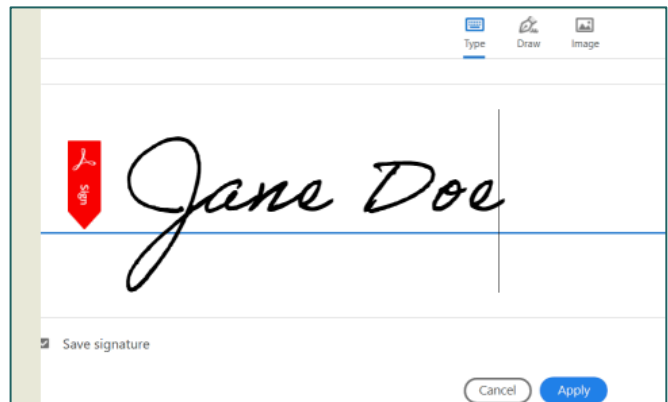 Type Draw Image
Sign
Jane Doe
Save signature
Cancel Apply